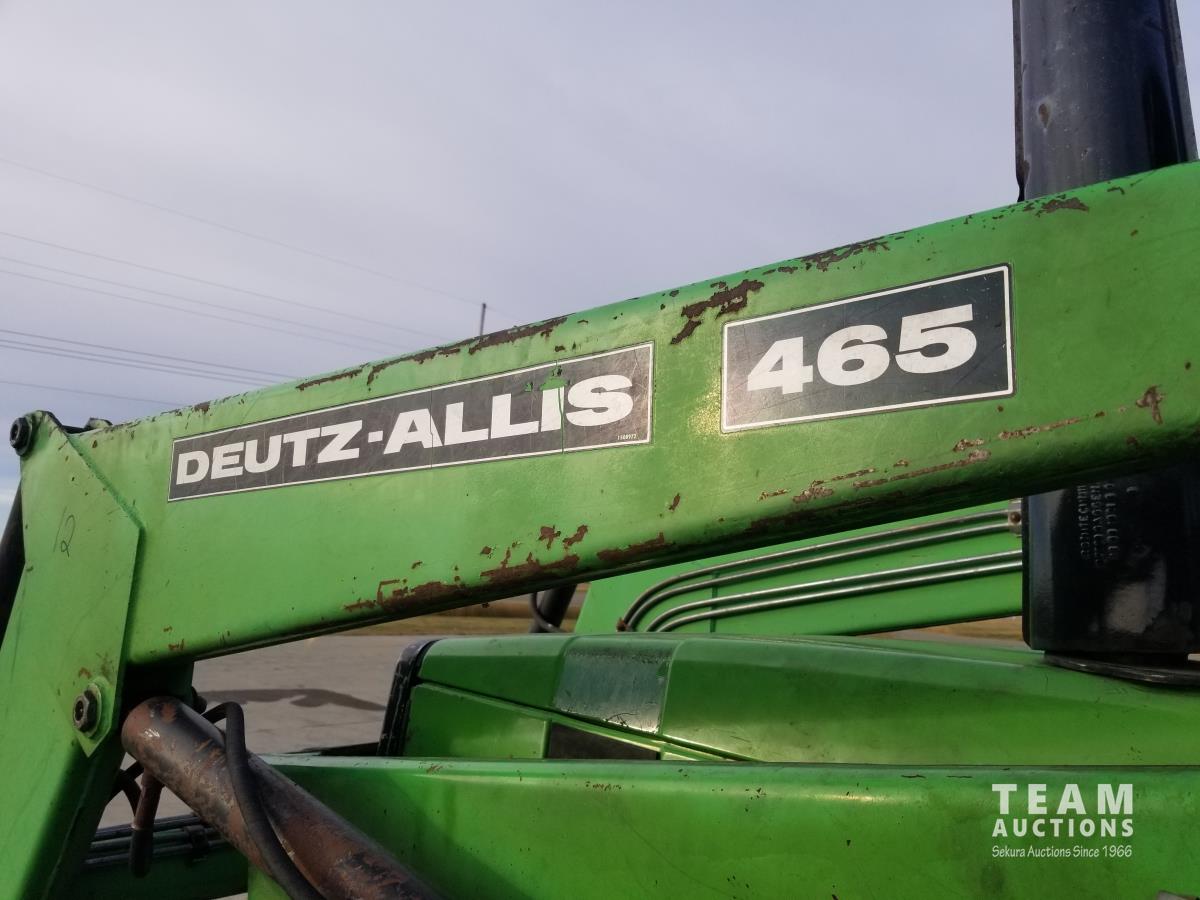 DEUTZ-ALLIS
465
12
TEAM
AUCTIONS
Sekura Auctions Since 1966